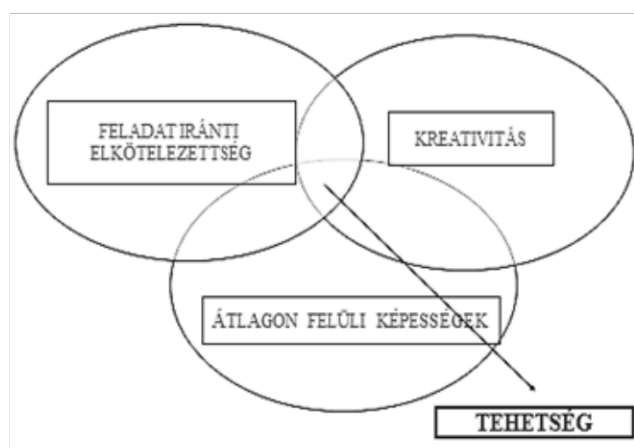 FELADAT IRÁNTI
ELKÖTELEZETTSÉG
KREATIVITÁS
ÁTLAGON FELÜLI KÉPESSÉGEK
TEHETSÉG